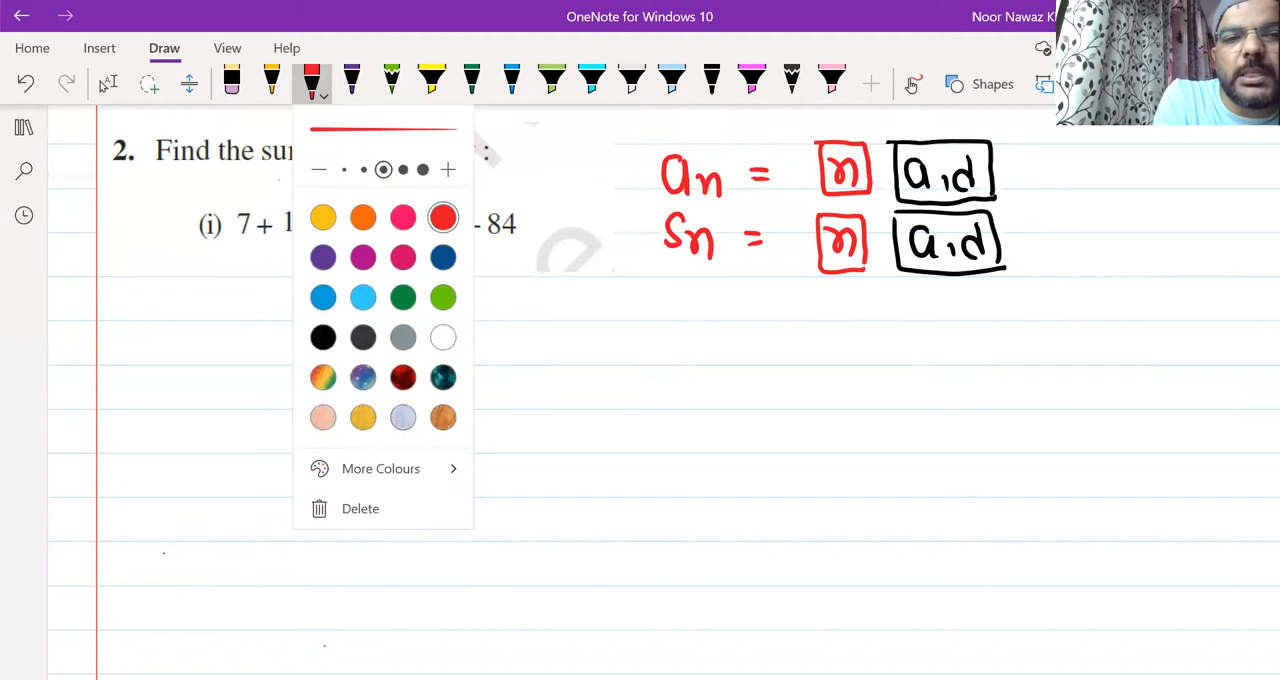 OneNote for Windows 10
Noor Nawaz K
Home Insert Draw View Help
Shapes
2. Find the :
(i) 7 + 1 - 84
More Colours
Delete
an = n a,d
Sn = n a,d